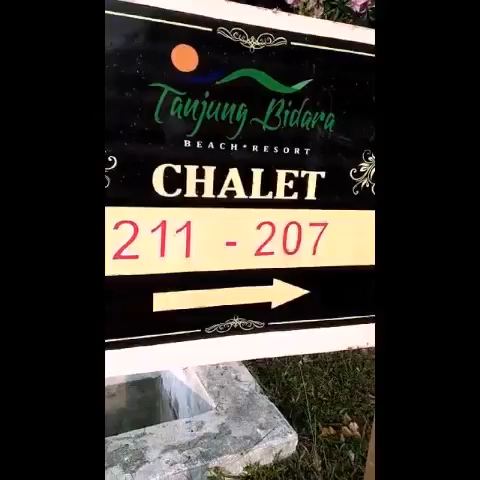 Tanjung Bidara
BEACH * RESORT
CHALET
211 - 207